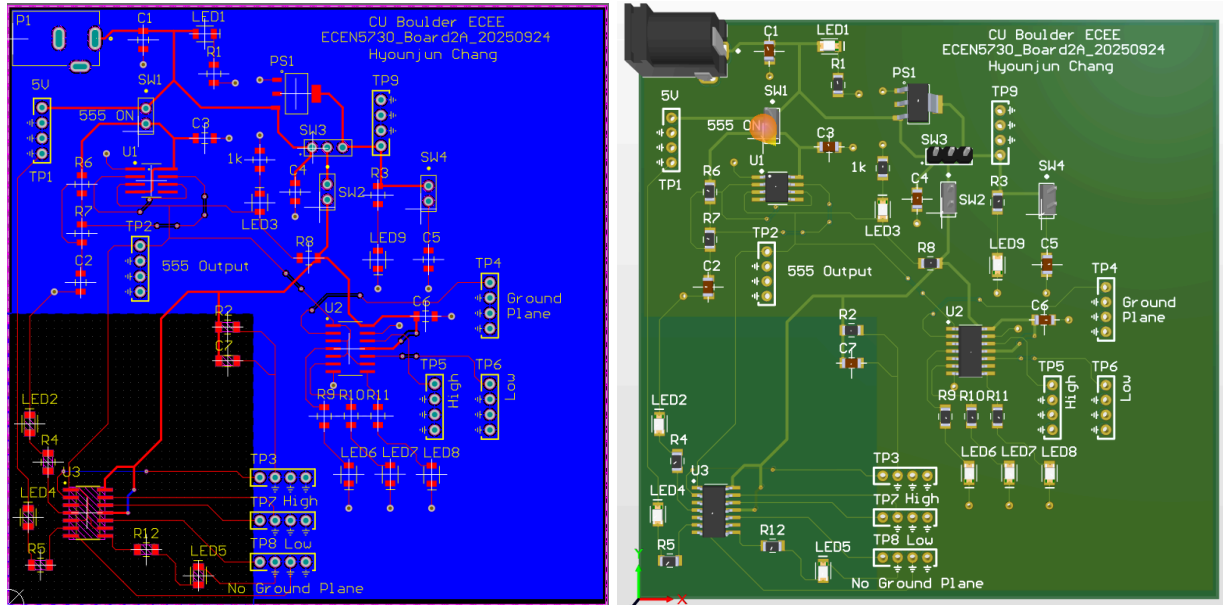 P1
C1
LED1
CU Boulder ECEE
ECEN5730_Board2A_20250924
Hyounjun Chang
R1
PS1
5V
SW1
TP9
555 ON
C3
SW3
U1
1k
SW4
TP1
R6
C4
SW2
R3
R7
LED3
TP2
R8
LED9
C5
C2
555 Output
TP4
Ground
Plane
R2
U2
C6
C7
TP5
TP6
High
Low
LED2
R9
R10
R11
R4
TP3
LED6
LED7
LED8
U3
LED4
TP7 High
R12
TP8 Low
R5
LED5
No Ground Plane
C1
LED1
CU Boulder ECEE
ECEN5730_Board2A_20250924
Hyounjun Chang
R1
PS1
5V
SW1
TP9
555 ON
C3
SW3
U1
1k
SW4
TP1
R6
C4
SW2
R3
R7
LED3
TP2
R8
LED9
C5
C2
555 Output
TP4
Ground
Plane
R2
U2
C6
C7
TP5
TP6
High
Low
LED2
R9
R10
R11
R4
TP3
LED6
LED7
LED8
U3
LED4
TP7 High
R12
TP8 Low
R5
LED5
No Ground Plane
Y
X